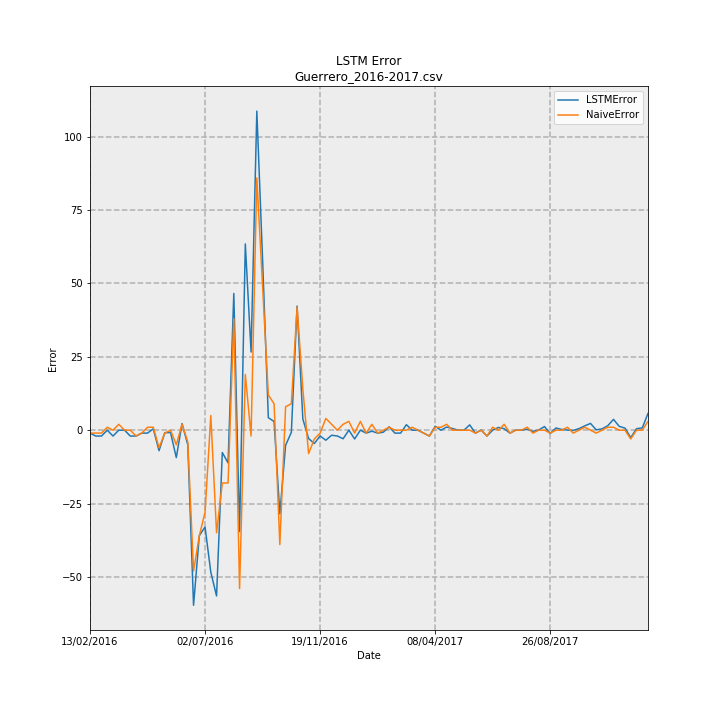 LSTM Error
Guerrero_2016-2017.csv
LSTMError
NaiveError
100
75
50
25
0
−25
−50
Error
13/02/2016
02/07/2016
19/11/2016
08/04/2017
26/08/2017
Date